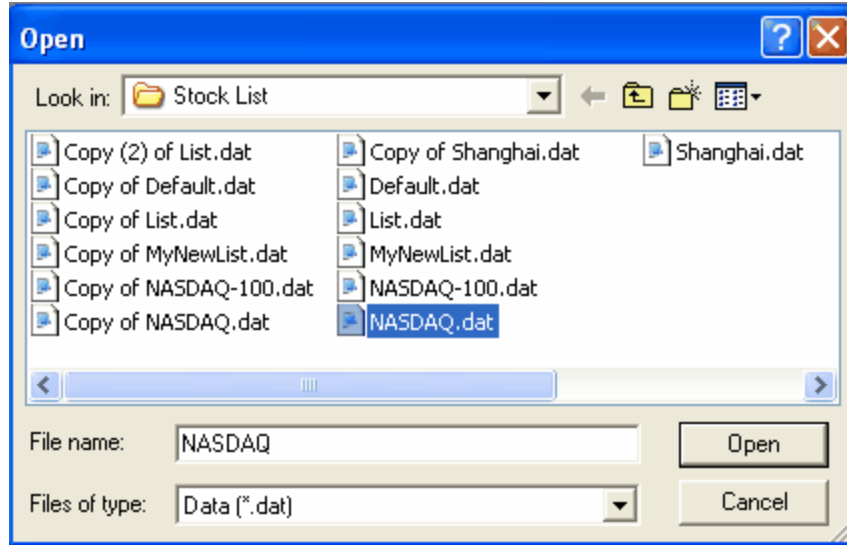 Open
Look in: Stock List
Copy (2) of List.dat
Copy of Default.dat
Copy of List.dat
Copy of MyNewList.dat
Copy of NASDAQ-100.dat
Copy of NASDAQ.dat
Copy of Shanghai.dat
Default.dat
List.dat
MyNewList.dat
NASDAQ-100.dat
NASDAQ.dat
Shanghai.dat
File name: NASDAQ Open
Files of type: Data (*.dat) Cancel